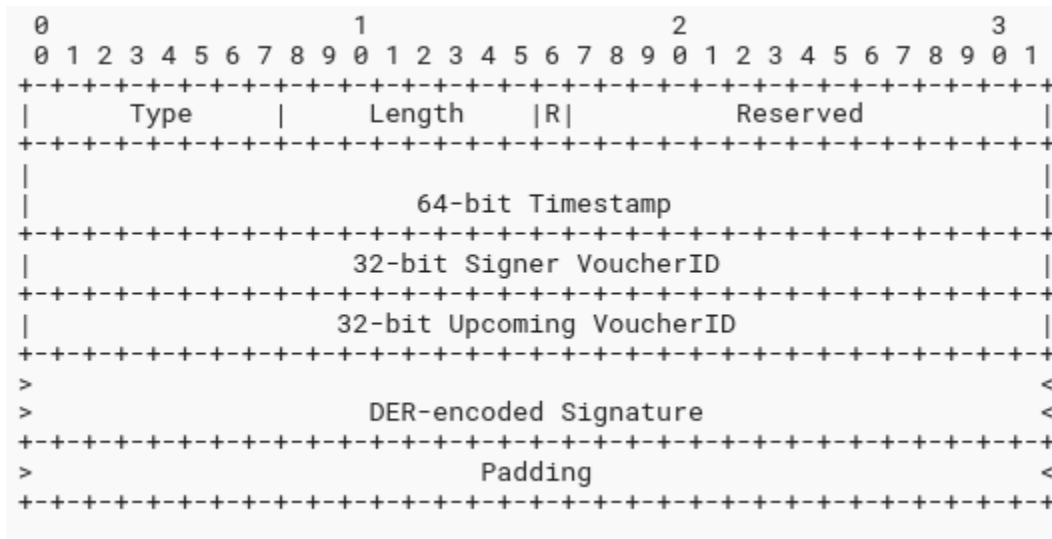 0                   1                   2                   3
 0 1 2 3 4 5 6 7 8 9 0 1 2 3 4 5 6 7 8 9 0 1 2 3 4 5 6 7 8 9 0 1
+-+-+-+-+-+-+-+-+-+-+-+-+-+-+-+-+-+-+-+-+-+-+-+-+-+-+-+-+-+-+-+-+
|      Type     |     Length    |R|          Reserved           |
+-+-+-+-+-+-+-+-+-+-+-+-+-+-+-+-+-+-+-+-+-+-+-+-+-+-+-+-+-+-+-+-+
|                                                               |
|                        64-bit Timestamp                       |
+-+-+-+-+-+-+-+-+-+-+-+-+-+-+-+-+-+-+-+-+-+-+-+-+-+-+-+-+-+-+-+-+
|                    32-bit Signer VoucherID                    |
+-+-+-+-+-+-+-+-+-+-+-+-+-+-+-+-+-+-+-+-+-+-+-+-+-+-+-+-+-+-+-+-+
|                   32-bit Upcoming VoucherID                   |
+-+-+-+-+-+-+-+-+-+-+-+-+-+-+-+-+-+-+-+-+-+-+-+-+-+-+-+-+-+-+-+-+
>                                                               <
>                     DER-encoded Signature                     <
+-+-+-+-+-+-+-+-+-+-+-+-+-+-+-+-+-+-+-+-+-+-+-+-+-+-+-+-+-+-+-+-+
>                            Padding                            <
+-+-+-+-+-+-+-+-+-+-+-+-+-+-+-+-+-+-+-+-+-+-+-+-+-+-+-+-+-+-+-+-+